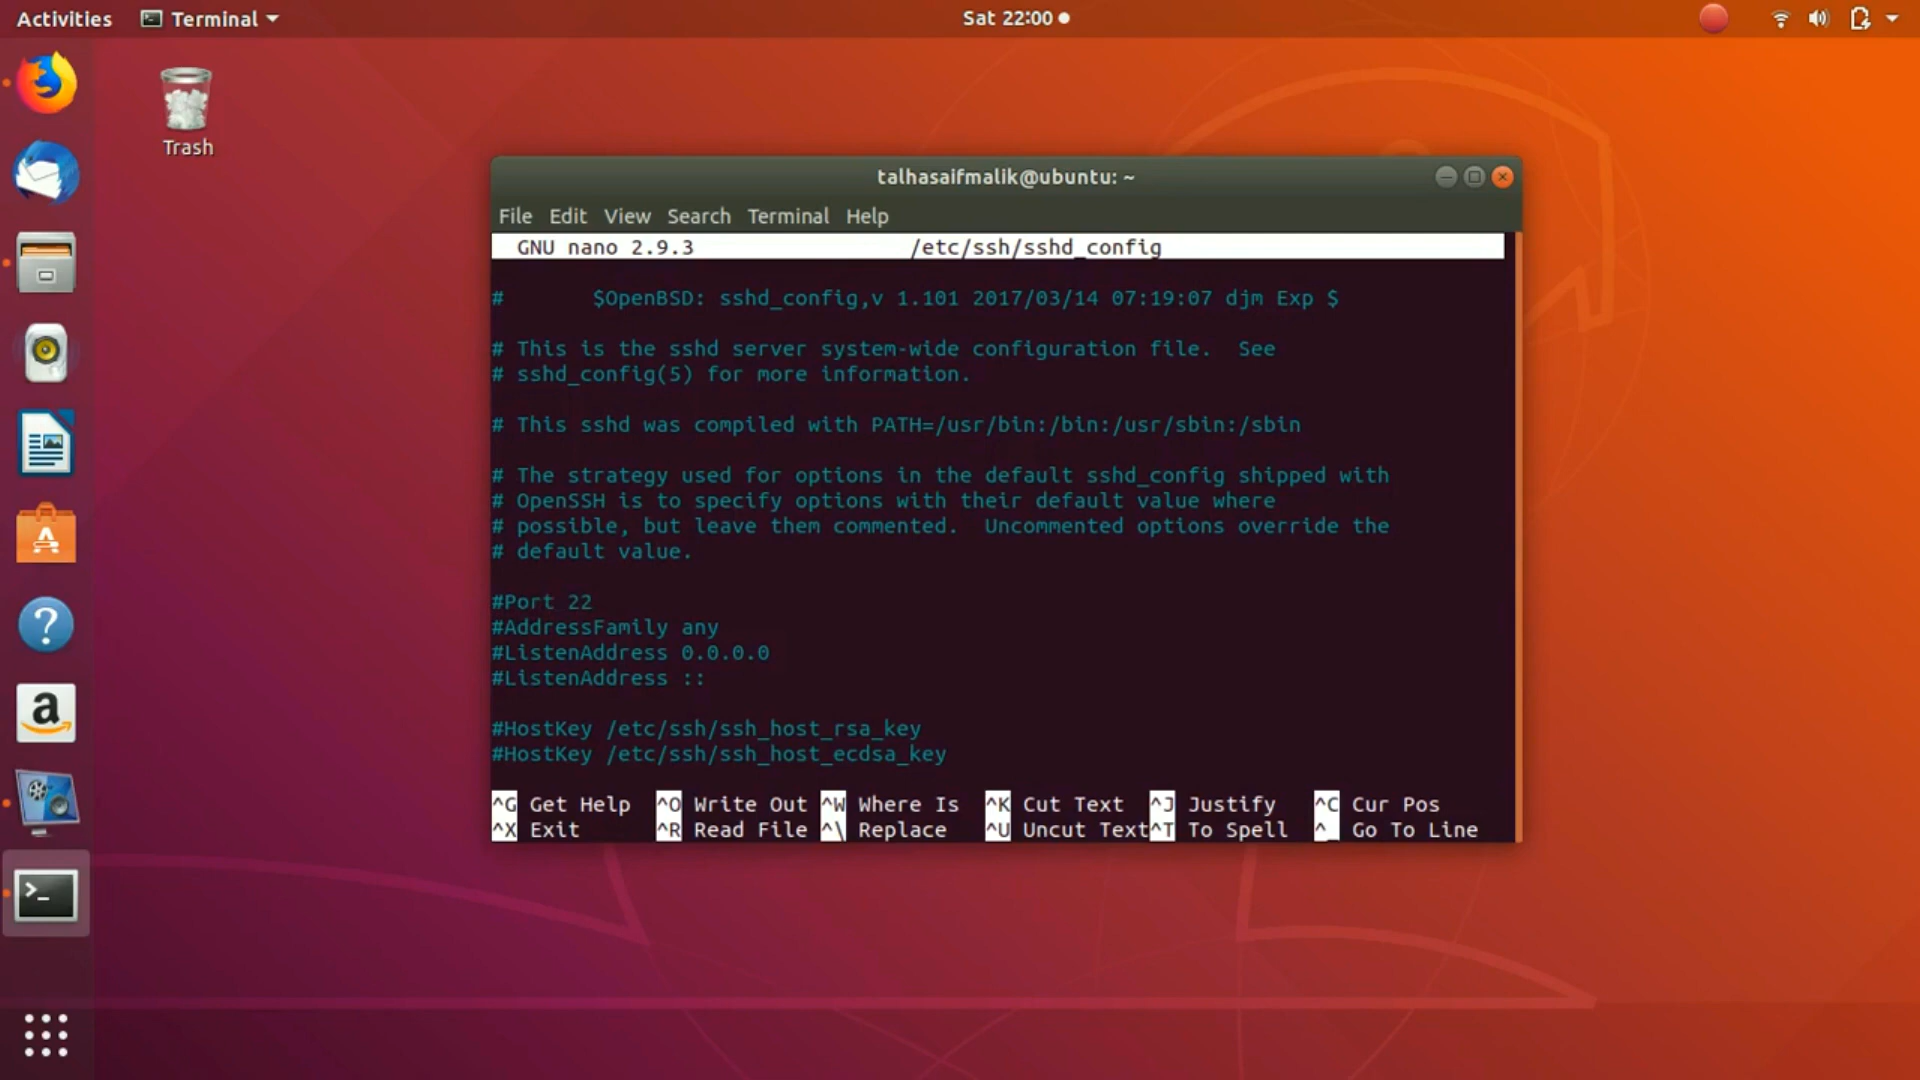 Activities Terminal Sat 22:00
Trash
talhasaifmalik@ubuntu: ~
File Edit View Search Terminal Help
GNU nano 2.9.3 /etc/ssh/sshd_config
# $OpenBSD: sshd_config,v 1.101 2017/03/14 07:19:07 djm Exp $
# This is the sshd server system-wide configuration file. See
# sshd_config(5) for more information.
# This sshd was compiled with PATH=/usr/bin:/bin:/usr/sbin:/sbin
# The strategy used for options in the default sshd_config shipped with
# OpenSSH is to specify options with their default value where
# possible, but leave them commented. Uncommented options override the
# default value.
#Port 22
#AddressFamily any
#ListenAddress 0.0.0.0
#ListenAddress ::
#HostKey /etc/ssh/ssh_host_rsa_key
#HostKey /etc/ssh/ssh_host_ecdsa_key
^G Get Help ^O Write Out ^W Where Is ^K Cut Text ^J Justify ^C Cur Pos
^X Exit ^R Read File ^\ Replace ^U Uncut Text ^T To Spell ^_ Go To Line